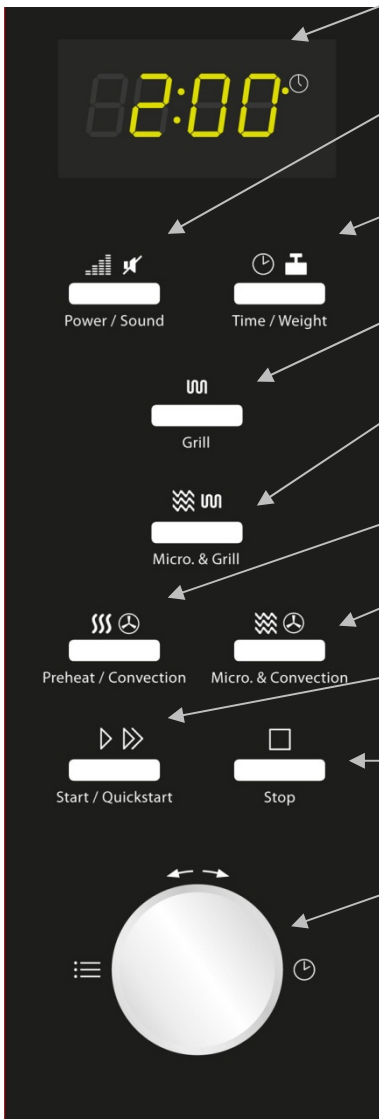 2:00
Power / Sound
Time / Weight
Grill
Micro. & Grill
Preheat / Convection
Micro. & Convection
Start / Quickstart
Stop